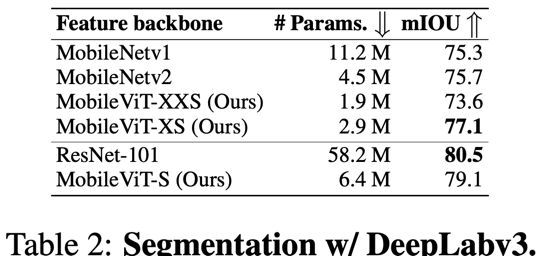 Feature backbone # Params. ⇓ mIOU ⇑
MobileNetv1 11.2 M 75.3
MobileNetv2 4.5 M 75.7
MobileViT-XXS (Ours) 1.9 M 73.6
MobileViT-XS (Ours) 2.9 M 77.1
ResNet-101 58.2 M 80.5
MobileViT-S (Ours) 6.4 M 79.1
Table 2: Segmentation w/ DeepLabv3.